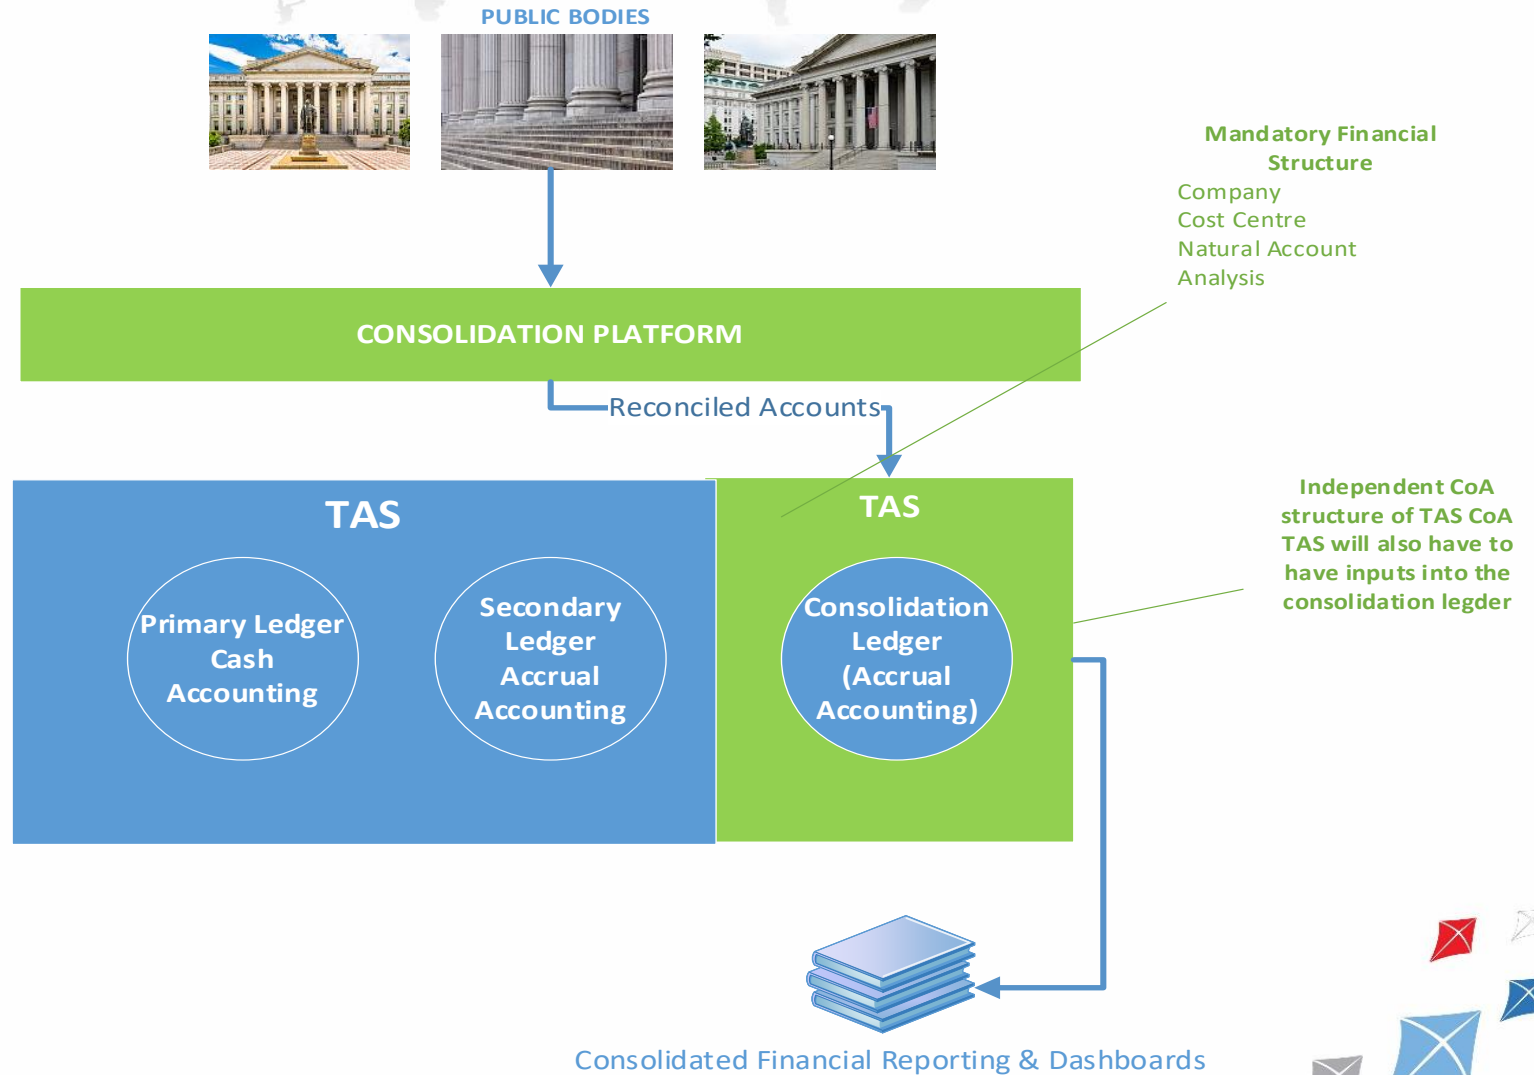 PUBLIC BODIES
Mandatory Financial
Structure
Company
Cost Centre
Natural Account
Analysis
CONSOLIDATION PLATFORM
Reconciled Accounts
TAS
Primary Ledger
Cash
Accounting
Secondary
Ledger
Accrual
Accounting
TAS
Consolidation
Ledger
(Accrual
Accounting)
Independent CoA
structure of TAS CoA
TAS will also have to
have inputs into the
consolidation legder
Consolidated Financial Reporting & Dashboards